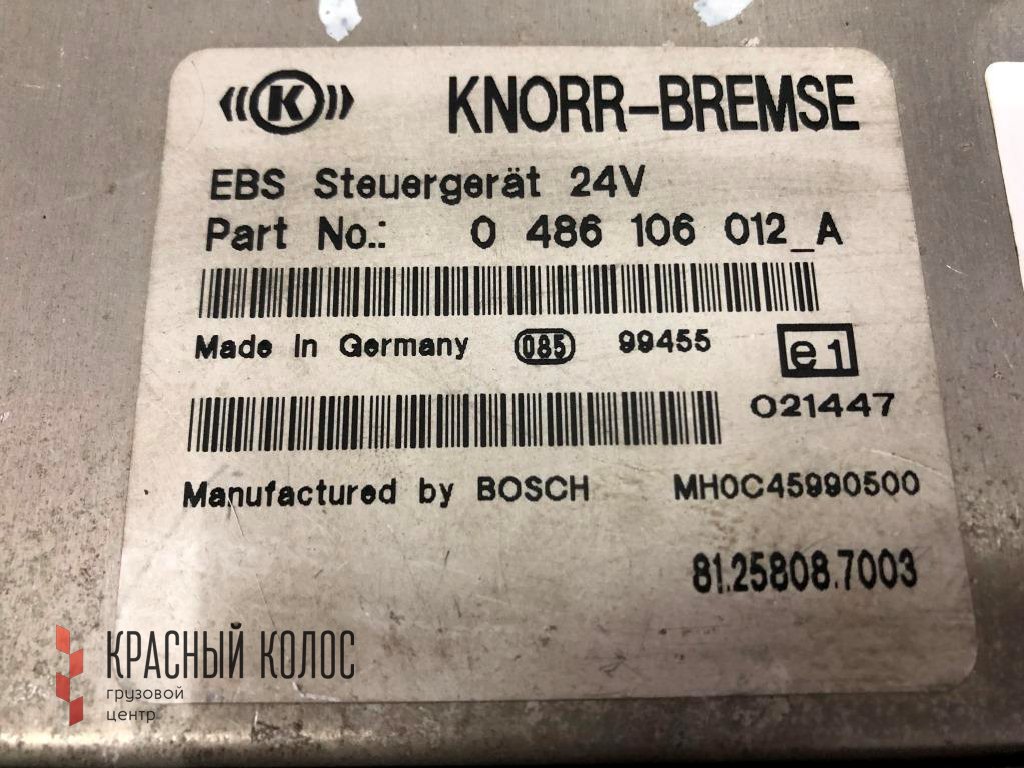 K KNORR-BREMSE
EBS Steuergerät 24V
Part No.: 0 486 106 012_A
Made In Germany 085 99455 e1
021447
Manufactured by BOSCH MH0C45990500
81.25808.7003
КРАСНЫЙ КОЛОС
грузовой
центр